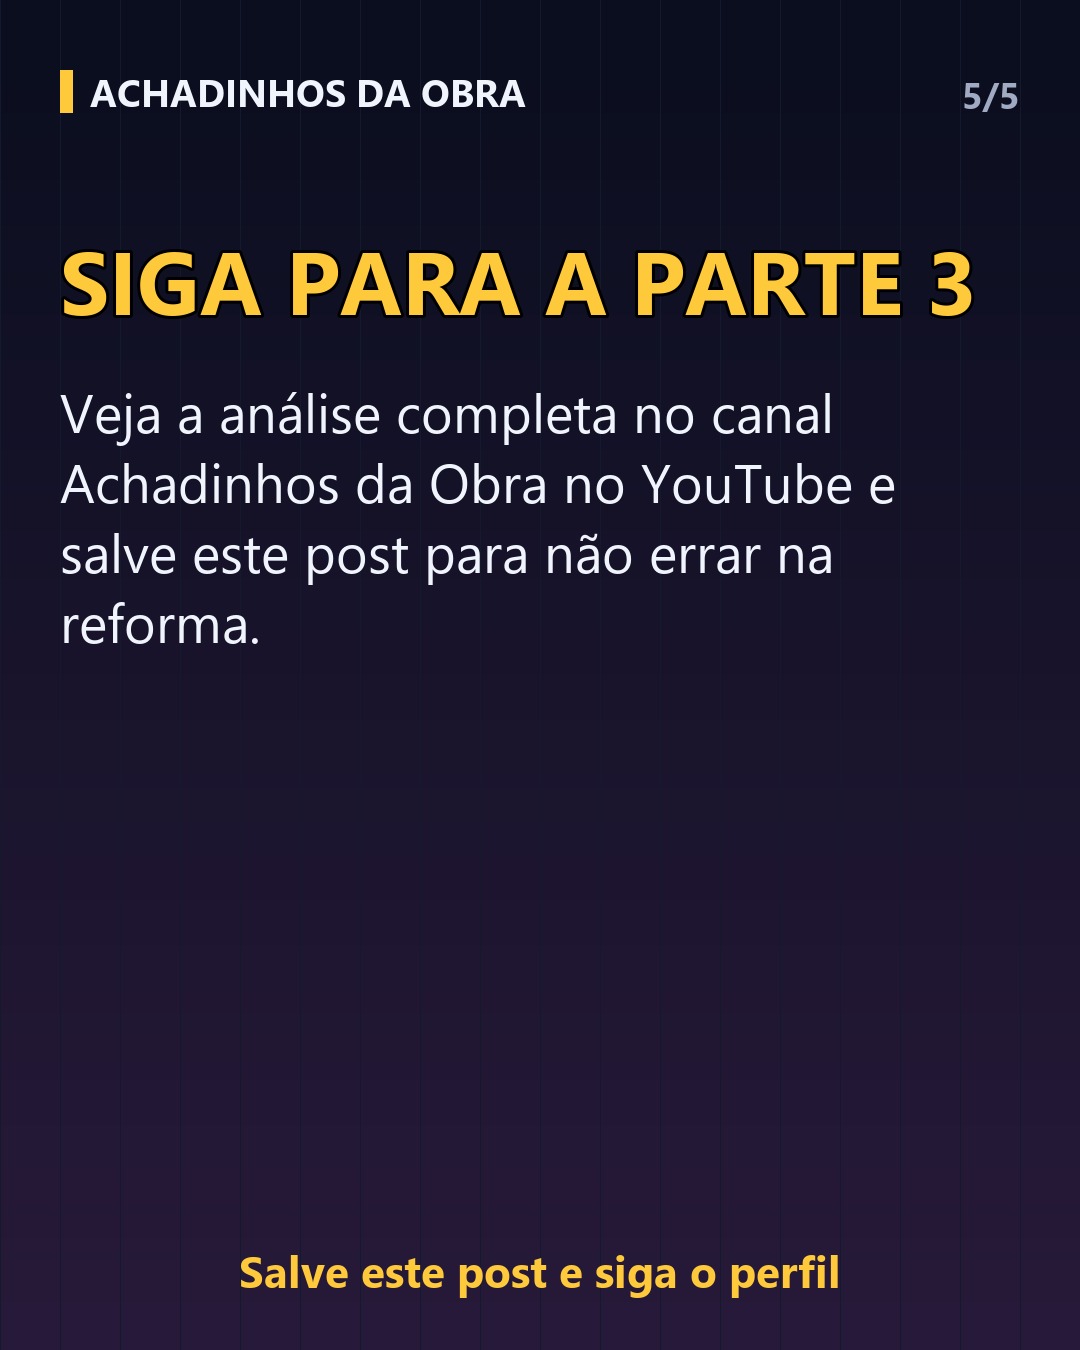 ACHADINHOS DA OBRA
5/5
SIGA PARA A PARTE 3
Veja a análise completa no canal
Achadinhos da Obra no YouTube e
salve este post para não errar na
reforma.
Salve este post e siga o perfil